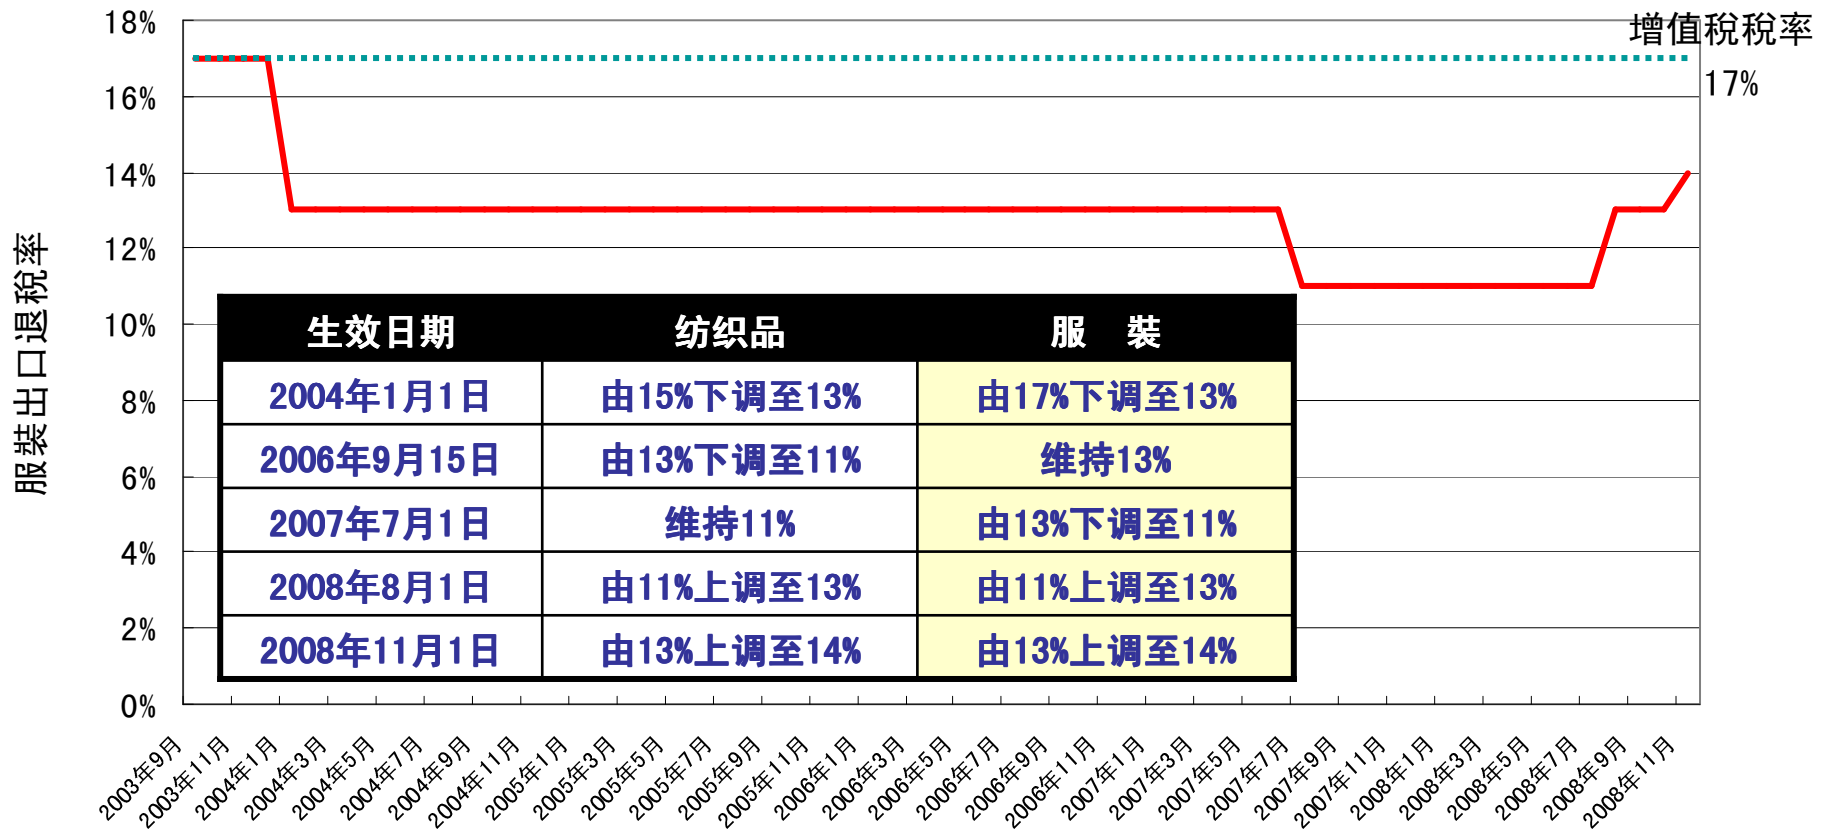 18%
16%
14%
12%
10%
8%
6%
4%
2%
0%
服裝出口退税率
增值税税率
17%
生效日期 纺织品 服 裝
2004年1月1日 由15%下调至13% 由17%下调至13%
2006年9月15日 由13%下调至11% 维持13%
2007年7月1日 维持11% 由13%下调至11%
2008年8月1日 由11%上调至13% 由11%上调至13%
2008年11月1日 由13%上调至14% 由13%上调至14%
2003年9月
2003年11月
2004年1月
2004年3月
2004年5月
2004年7月
2004年9月
2004年11月
2005年1月
2005年3月
2005年5月
2005年7月
2005年9月
2005年11月
2006年1月
2006年3月
2006年5月
2006年7月
2006年9月
2006年11月
2007年1月
2007年3月
2007年5月
2007年7月
2007年9月
2007年11月
2008年1月
2008年3月
2008年5月
2008年7月
2008年9月
2008年11月